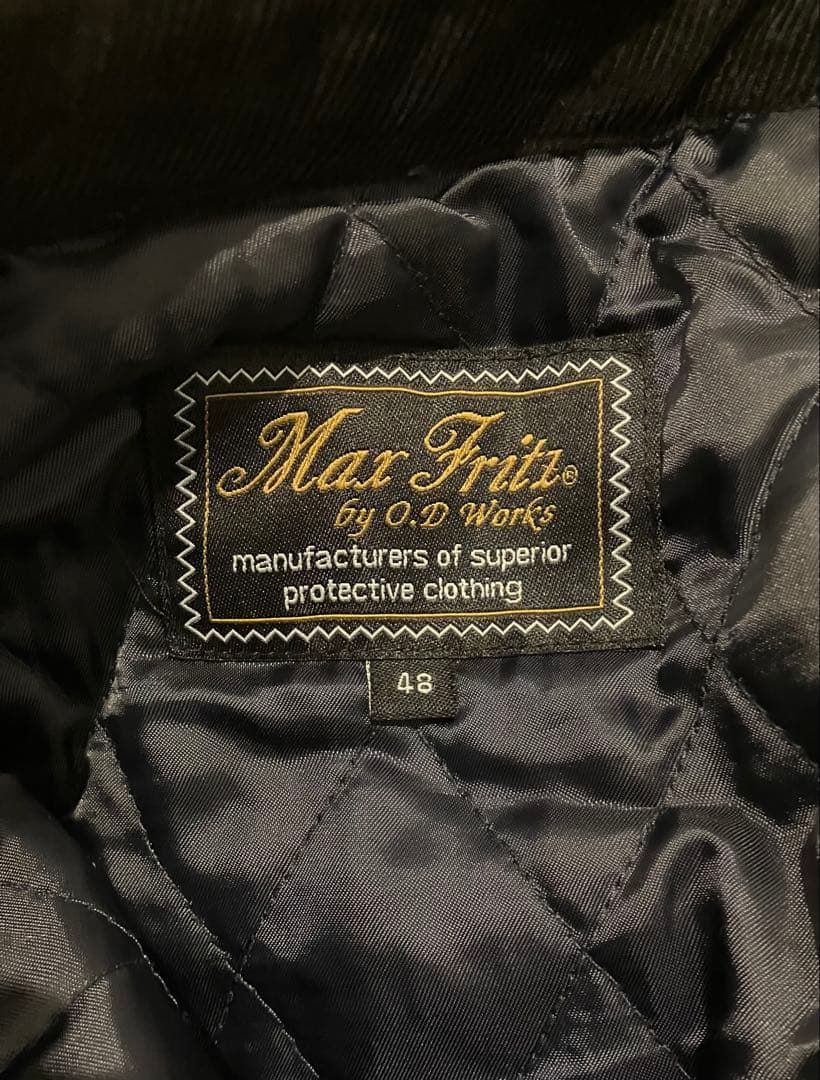 Max Fritz®
by O.D Works
manufacturers of superior
protective clothing
48